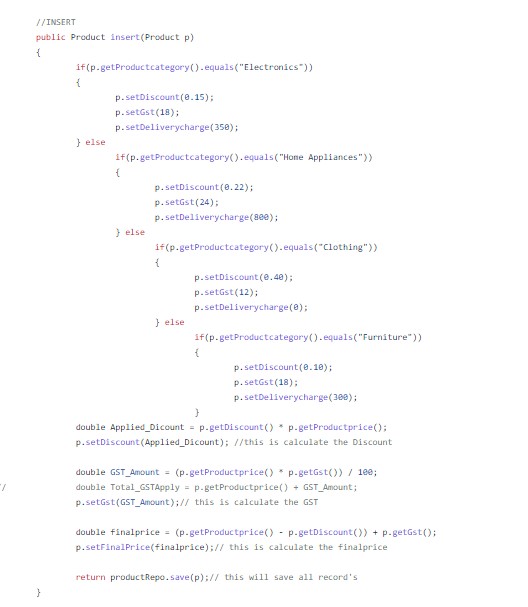 //INSERT
public Product insert(Product p)
{
if(p.getProductcategory().equals("Electronics"))
{
p.setDiscount(0.15);
p.setGst(18);
p.setDeliverycharge(350);
} else
if(p.getProductcategory().equals("Home Appliances"))
{
p.setDiscount(0.22);
p.setGst(24);
p.setDeliverycharge(800);
} else
if(p.getProductcategory().equals("Clothing"))
{
p.setDiscount(0.40);
p.setGst(12);
p.setDeliverycharge(0);
} else
if(p.getProductcategory().equals("Furniture"))
{
p.setDiscount(0.10);
p.setGst(18);
p.setDeliverycharge(300);
}
double Applied_Dicount = p.getDiscount() * p.getProductprice();
p.setDiscount(Applied_Dicount); //this is calculate the Discount
double GST_Amount = (p.getProductprice() * p.getGst()) / 100;
// double Total_GSTApply = p.getProductprice() + GST_Amount;
p.setGst(GST_Amount);// this is calculate the GST
double finalprice = (p.getProductprice() - p.getDiscount()) + p.getGst();
p.setFinalPrice(finalprice);// this is calculate the finalprice
return productRepo.save(p);// this will save all record's
}